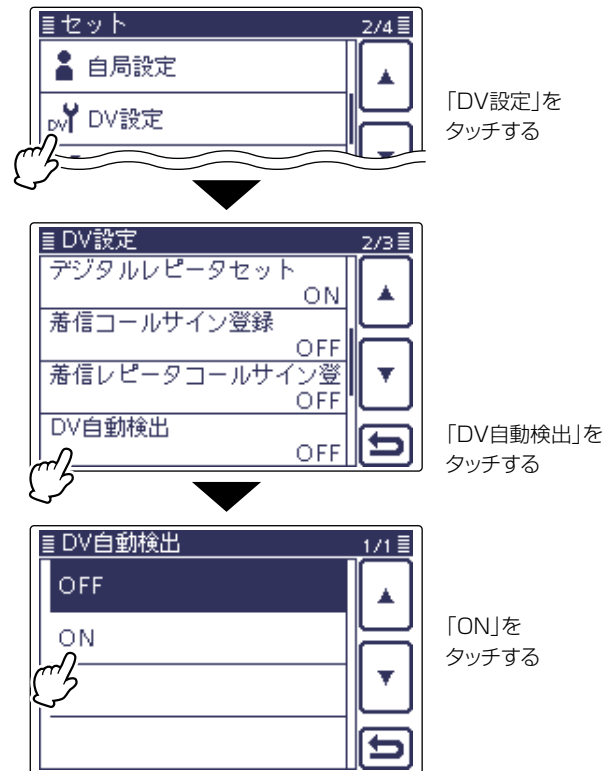 セット 2/4
自局設定
DV DV設定
「DV設定」を
タッチする
DV設定 2/3
デジタルレピータセット
ON
着信コールサイン登録
OFF
着信レピータコールサイン登
OFF
DV自動検出
OFF
「DV自動検出」を
タッチする
DV自動検出 1/1
OFF
ON
「ON」を
タッチする